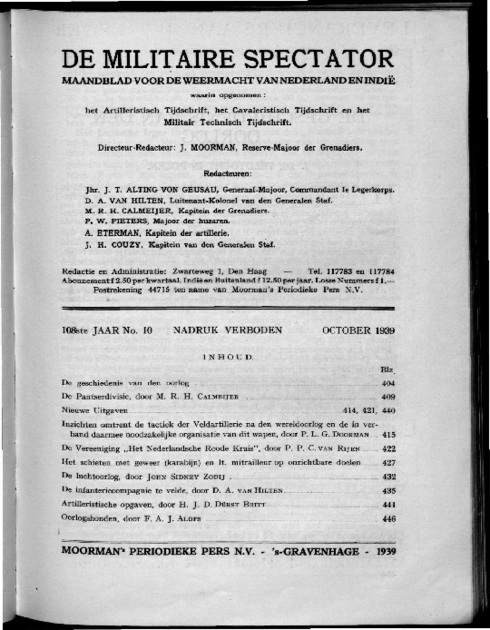 DE MILITAIRE SPECTATOR
MAANDBLAD VOOR DE WEERMACHT VAN NEDERLAND EN INDIË
waarin opgenomen :
het Artilleristisch Tijdschrift, het Cavaleristisch Tijdschrift en het
Militair Technisch Tijdschrift.
Directeur-Redacteur: J. MOORMAN, Reserve-Majoor der Grenadiers.
Redacteuren:
Jhr. J. T. ALTING VON GEUSAU, Generaal-Majoor, Commandant Ie Legerkorps.
D. A. VAN HILTEN, Luitenant-Kolonel van den Generalen Staf.
M. R. H. CALMEIJER, Kapitein der Grenadiers.
P. W. PIETERS, Majoor der huzaren.
A. ETERMAN, Kapitein der artillerie.
J. H. COUZY, Kapitein van den Generalen Staf.
Redactie en Administratie: Zwarteweg 1, Den Haag — Tel. 117783 en 117784
Abonnement f 2.50 per kwartaal. Indië en Buitenland f 12.50 per jaar. Losse Nummers f 1,—
Postrekening 44715 ten name van Moorman's Periodieke Pers N.V.
108ste JAAR No. 10 NADRUK VERBODEN OCTOBER 1939
INHOUD
Blz.
De geschiedenis van den oorlog 404
De Pantserdivisie, door M. R. H. CALMEIJER 409
Nieuwe Uitgaven 414, 421, 440
Inzichten omtrent de tactiek der Veldartillerie na den wereldoorlog en de in ver-
band daarmee noodzakelijke organisatie van dit wapen, door P. L. G. DOORMAN 415
De Vereeniging „Het Nederlandsche Roode Kruis", door P. P. C. VAN RIJEN 422
Het schieten met geweer (karabijn) en lt. mitrailleur op onzichtbare doelen 427
De luchtoorlog, door JOHN SIDNEY ZODIJ 432
De infanteriecompagnie te velde, door D. A. VAN HILTEN 435
Artilleristische opgaven, door H. J. D. DÜRST BRITT 441
Oorlogshonden, door F. A. J. ALOFS 446
MOORMAN's PERIODIEKE PERS N.V. - 's-GRAVENHAGE - 1939